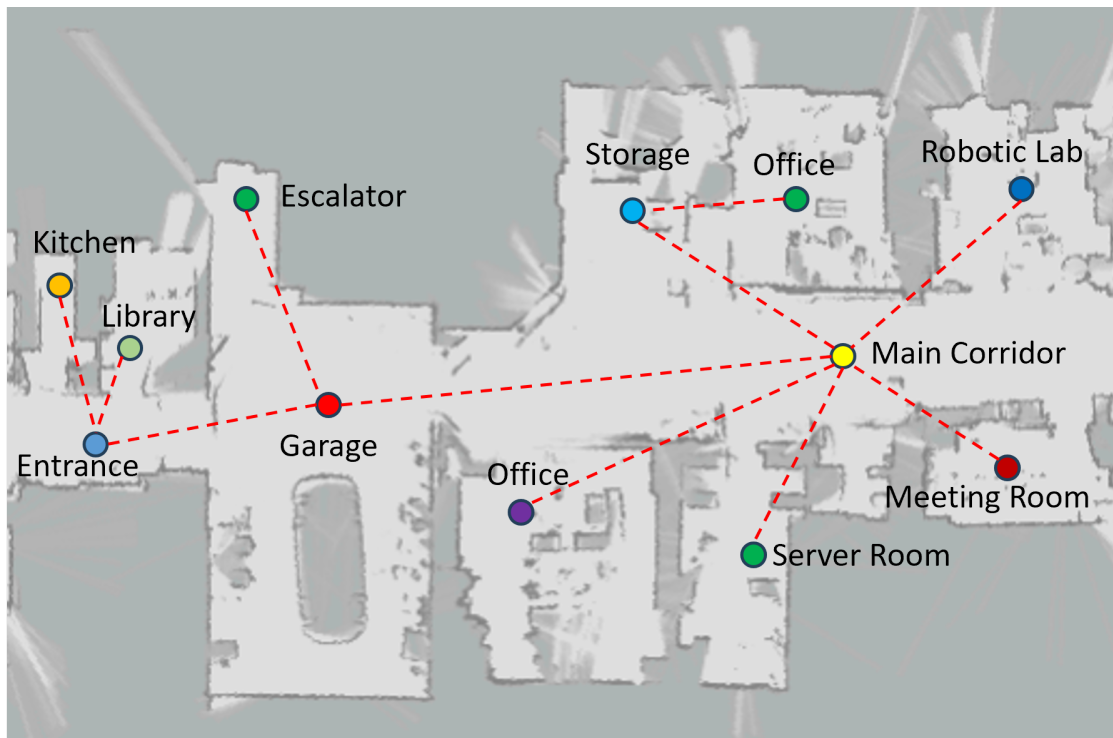 Storage
Office
Robotic Lab
Escalator
Kitchen
Library
Main Corridor
Garage
Entrance
Office
Meeting Room
Server Room